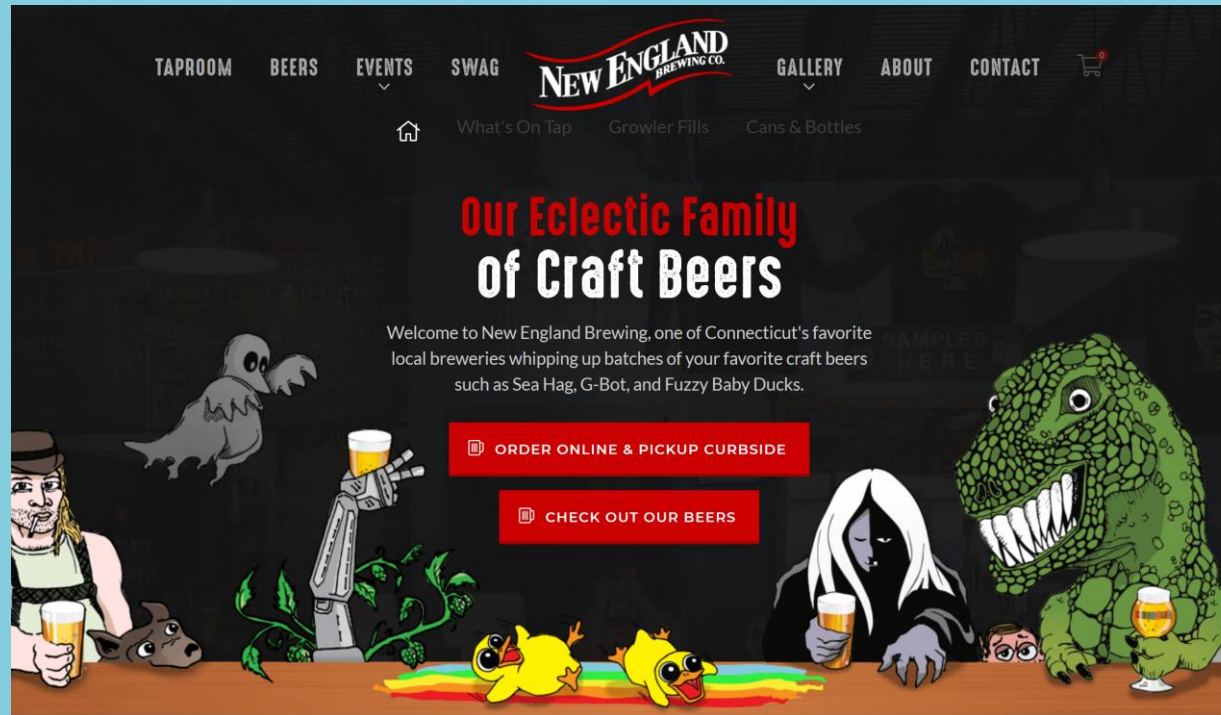 TAPROOM BEERS EVENTS SWAG NEW ENGLAND BREWING CO. GALLERY ABOUT CONTACT 0
What's On Tap Growler Fills Cans & Bottles
Our Eclectic Family
of Craft Beers
Welcome to New England Brewing, one of Connecticut's favorite
local breweries whipping up batches of your favorite craft beers
such as Sea Hag, G-Bot, and Fuzzy Baby Ducks.
SAMPLES
HERE
ORDER ONLINE & PICKUP CURBSIDE
CHECK OUT OUR BEERS